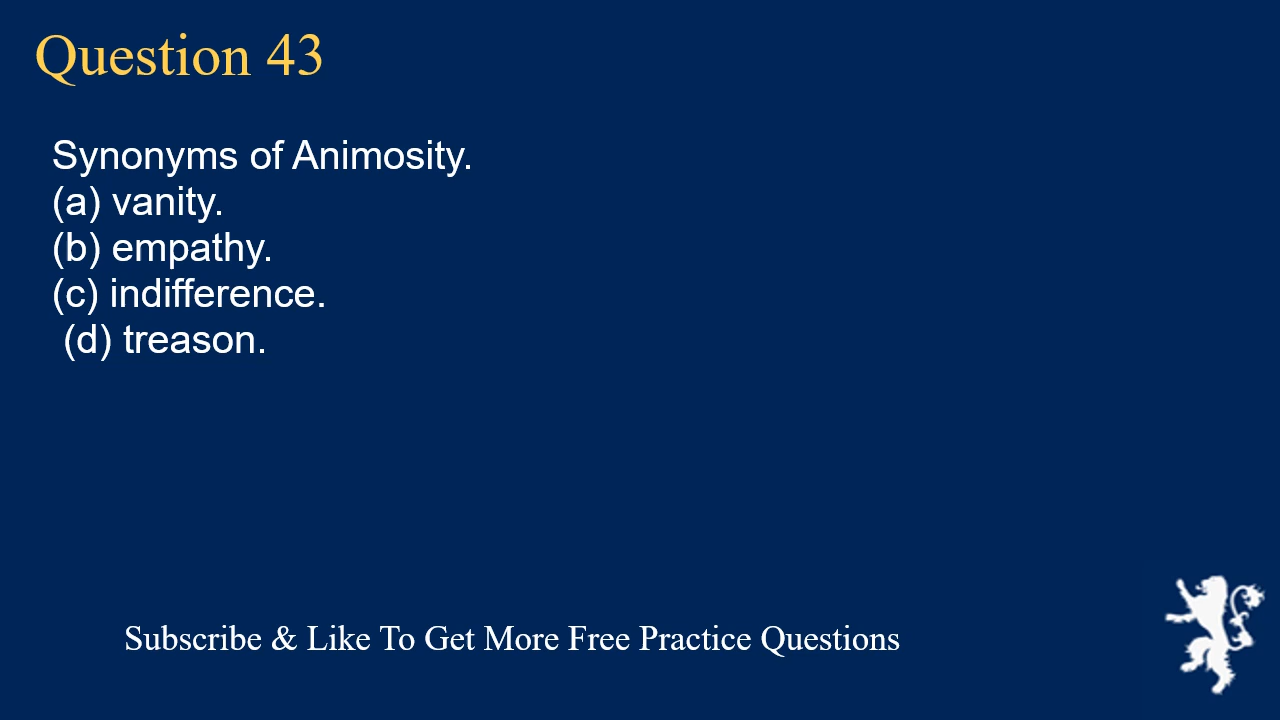 Question 43
Synonyms of Animosity.
(a) vanity.
(b) empathy.
(c) indifference.
(d) treason.
Subscribe & Like To Get More Free Practice Questions